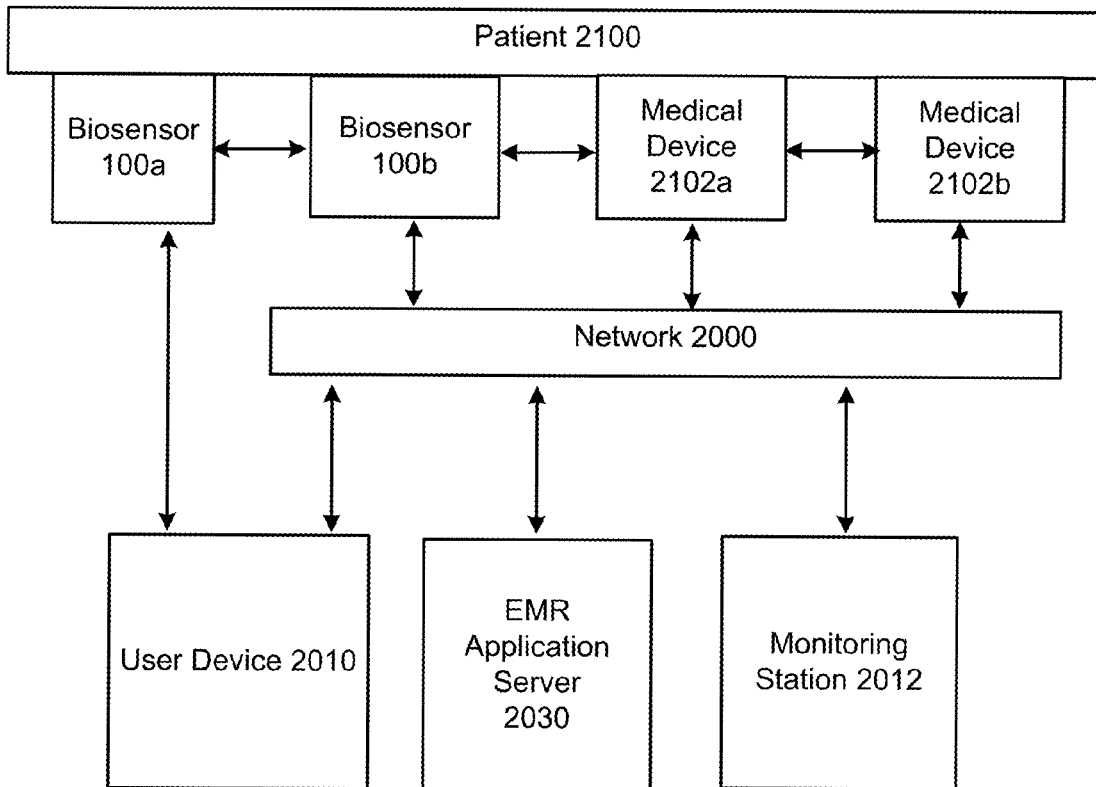 Patient 2100
Biosensor
100a
Biosensor
100b
Medical
Device
2102a
Medical
Device
2102b
Network 2000
User Device 2010
EMR
Application
Server
2030
Monitoring
Station 2012